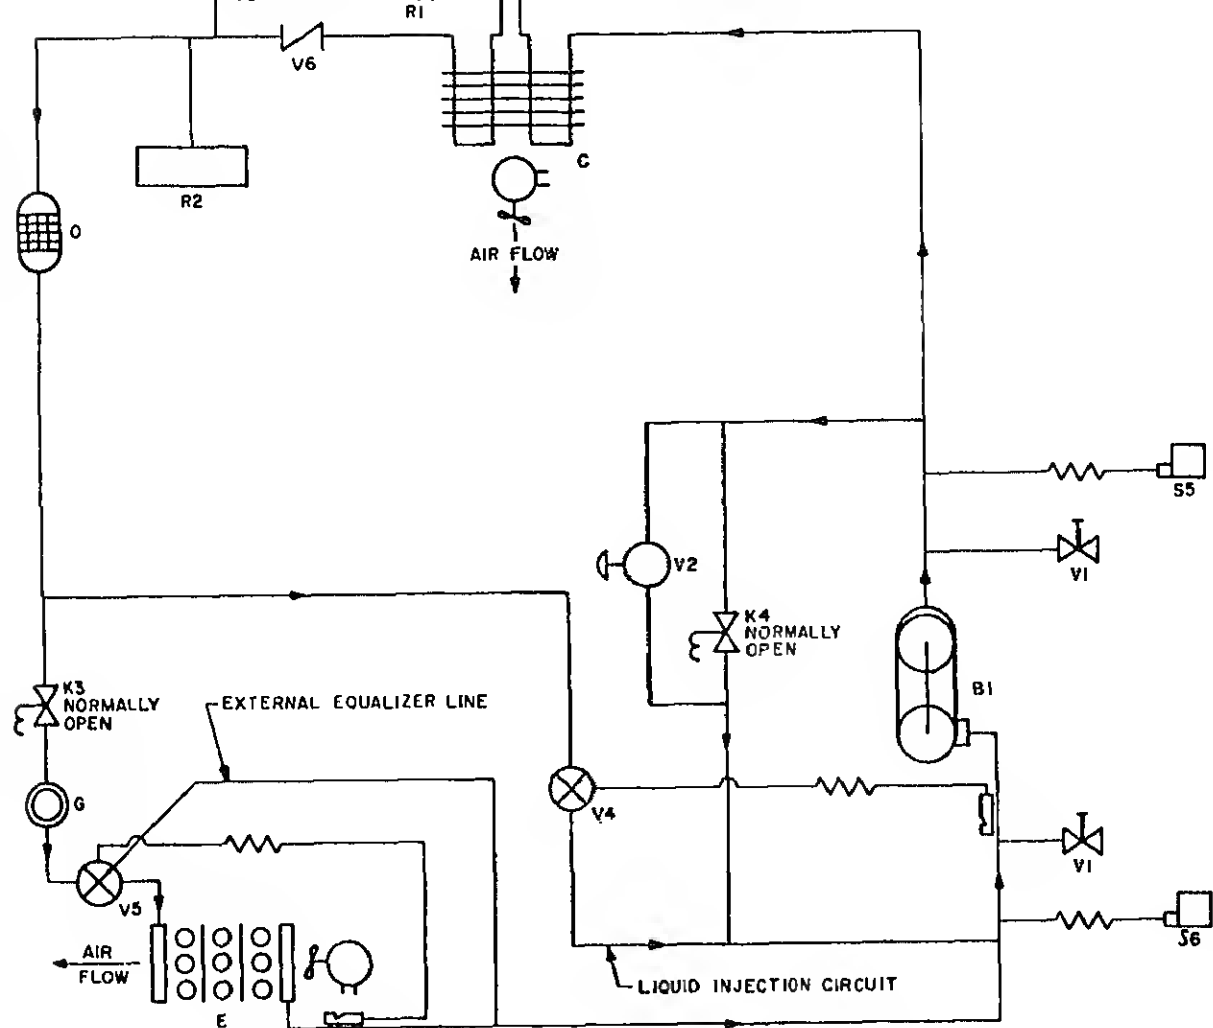 R1
V6
C
R2
O
AIR FLOW
S5
V2
V1
K4
NORMALLY
OPEN
K3
NORMALLY
OPEN
EXTERNAL EQUALIZER LINE
B1
G
V4
V1
V5
S6
AIR
FLOW
LIQUID INJECTION CIRCUIT
E